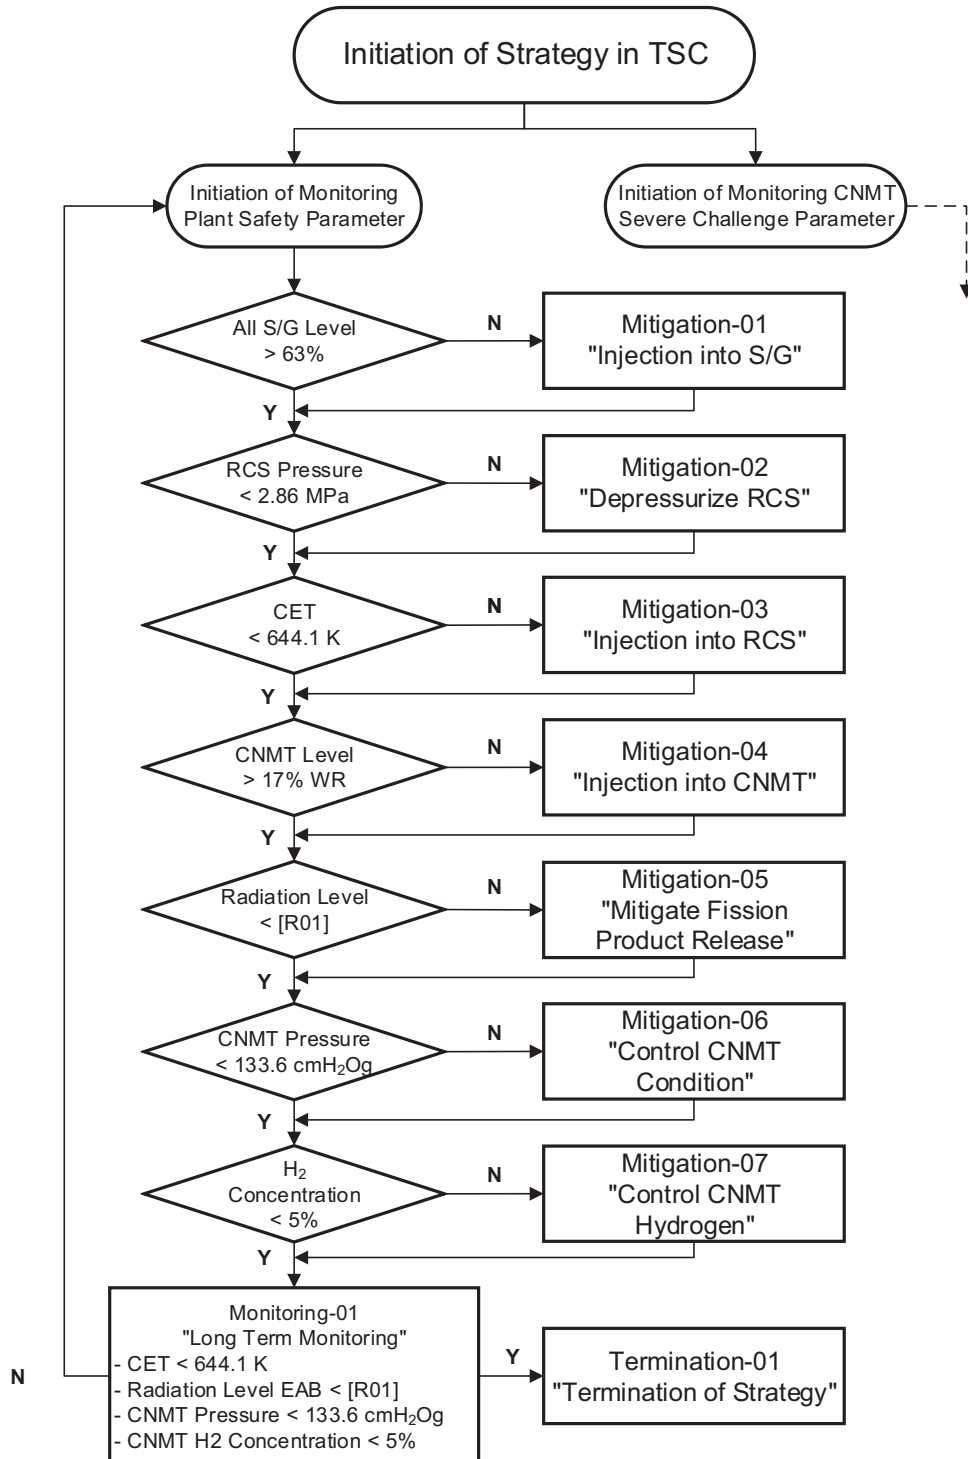 Initiation of Strategy in TSC
Initiation of Monitoring
Plant Safety Parameter
Initiation of Monitoring CNMT
Severe Challenge Parameter
All S/G Level
> 63%
N
Mitigation-01
"Injection into S/G"
Y
RCS Pressure
< 2.86 MPa
N
Mitigation-02
"Depressurize RCS"
Y
CET
< 644.1 K
N
Mitigation-03
"Injection into RCS"
Y
CNMT Level
> 17% WR
N
Mitigation-04
"Injection into CNMT"
Y
Radiation Level
< [R01]
N
Mitigation-05
"Mitigate Fission
Product Release"
Y
CNMT Pressure
< 133.6 cmH₂Og
N
Mitigation-06
"Control CNMT
Condition"
Y
H₂
Concentration
< 5%
N
Mitigation-07
"Control CNMT
Hydrogen"
Y
Monitoring-01
"Long Term Monitoring"
- CET < 644.1 K
- Radiation Level EAB < [R01]
- CNMT Pressure < 133.6 cmH₂Og
- CNMT H2 Concentration < 5%
N
Y
Termination-01
"Termination of Strategy"